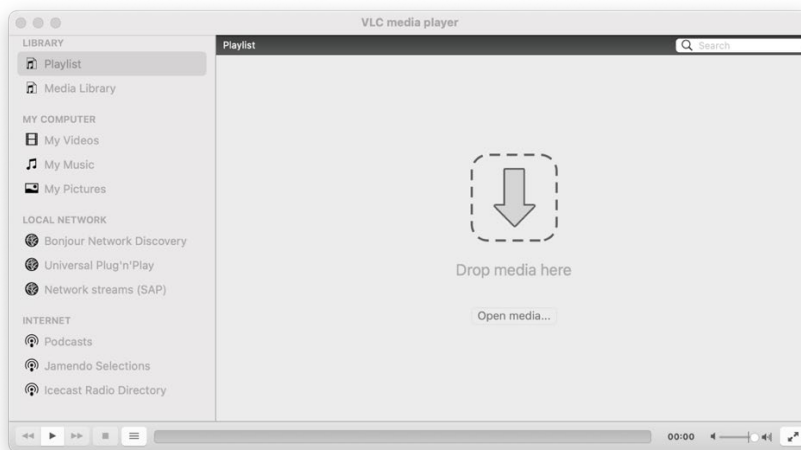 VLC media player
LIBRARY
Playlist
Media Library
MY COMPUTER
My Videos
My Music
My Pictures
LOCAL NETWORK
Bonjour Network Discovery
Universal Plug'n'Play
Network streams (SAP)
INTERNET
Podcasts
Jamendo Selections
Icecast Radio Directory
Playlist
Search
Drop media here
Open media...
00:00